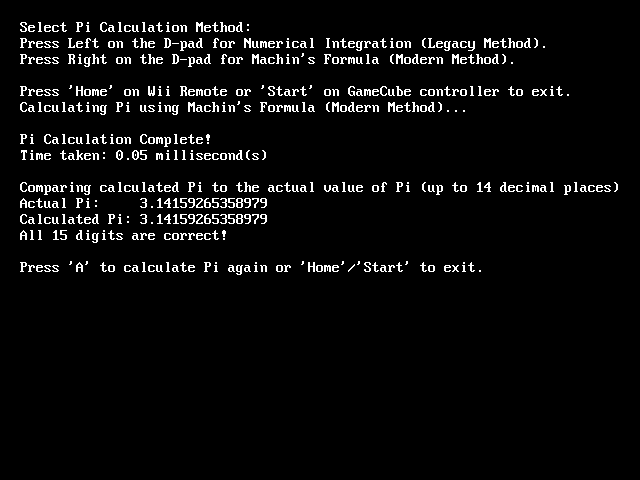 Select Pi Calculation Method:
Press Left on the D-pad for Numerical Integration (Legacy Method).
Press Right on the D-pad for Machin's Formula (Modern Method).
Press 'Home' on Wii Remote or 'Start' on GameCube controller to exit.
Calculating Pi using Machin's Formula (Modern Method)...
Pi Calculation Complete!
Time taken: 0.05 millisecond(s)
Comparing calculated Pi to the actual value of Pi (up to 14 decimal places)
Actual Pi:     3.14159265358979
Calculated Pi: 3.14159265358979
All 15 digits are correct!
Press 'A' to calculate Pi again or 'Home'/'Start' to exit.